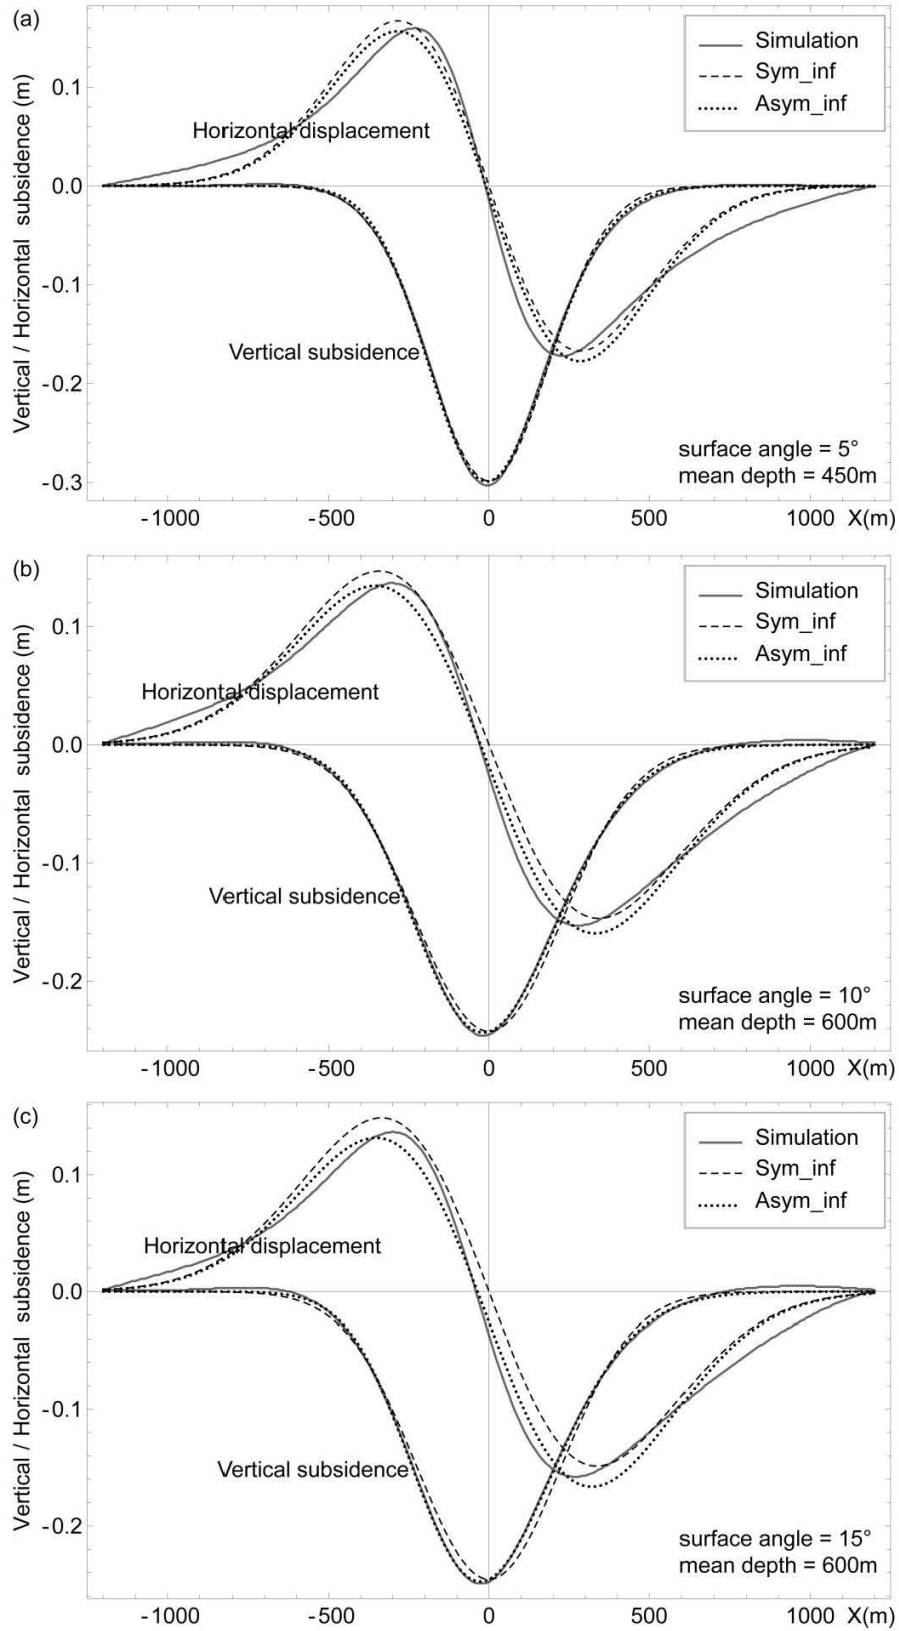 (a)
Vertical / Horizontal subsidence (m)
0.1
0.0
-0.1
-0.2
-0.3
Simulation
Sym_inf
Asym_inf
Horizontal displacement
Vertical subsidence
surface angle = 5°
mean depth = 450m
-1000 -500 0 500 1000 X(m)
(b)
Vertical / Horizontal subsidence (m)
0.1
0.0
-0.1
-0.2
Simulation
Sym_inf
Asym_inf
Horizontal displacement
Vertical subsidence
surface angle = 10°
mean depth = 600m
-1000 -500 0 500 1000 X(m)
(c)
Vertical / Horizontal subsidence (m)
0.1
0.0
-0.1
-0.2
Simulation
Sym_inf
Asym_inf
Horizontal displacement
Vertical subsidence
surface angle = 15°
mean depth = 600m
-1000 -500 0 500 1000 X(m)